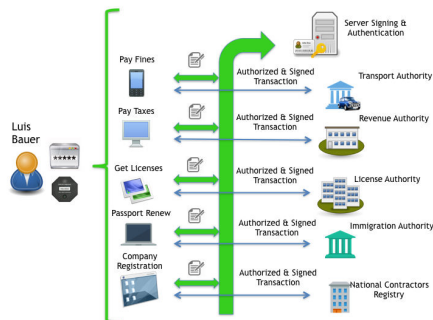 Server Signing &
Authentication
Pay Fines
Authorized & Signed
Transaction
Transport Authority
Pay Taxes
Authorized & Signed
Transaction
Revenue Authority
Luis
Bauer
*****
Get Licenses
Authorized & Signed
Transaction
License Authority
Passport Renew
Authorized & Signed
Transaction
Immigration Authority
Company
Registration
Authorized & Signed
Transaction
National Contractors
Registry